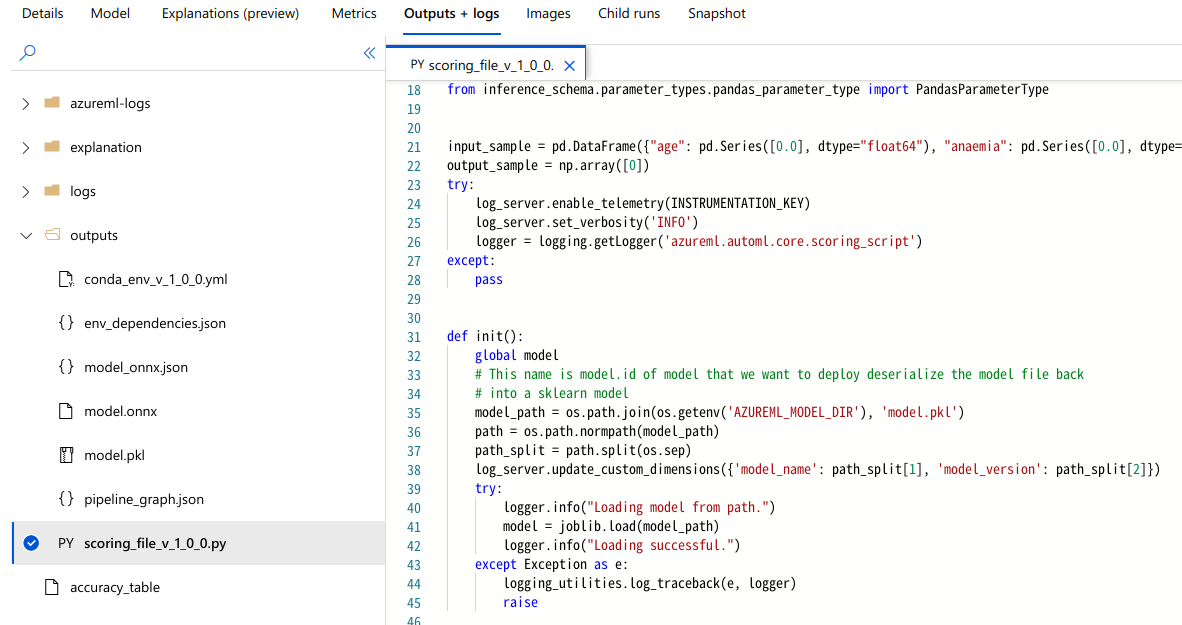 Details Model Explanations (preview) Metrics Outputs + logs Images Child runs Snapshot
azureml-logs
explanation
logs
outputs
conda_env_v_1_0_0.yml
env_dependencies.json
model_onnx.json
model.onnx
model.pkl
pipeline_graph.json
PY scoring_file_v_1_0_0.py
accuracy_table
PY scoring_file_v_1_0_0.
18 from inference_schema.parameter_types.pandas_parameter_type import PandasParameterType
19
20
21 input_sample = pd.DataFrame({"age": pd.Series([0.0], dtype="float64"), "anaemia": pd.Series([0.0], dtype=
22 output_sample = np.array([0])
23 try:
24     log_server.enable_telemetry(INSTRUMENTATION_KEY)
25     log_server.set_verbosity('INFO')
26     logger = logging.getLogger('azureml.automl.core.scoring_script')
27 except:
28     pass
29
30
31 def init():
32     global model
33     # This name is model.id of model that we want to deploy deserialize the model file back
34     # into a sklearn model
35     model_path = os.path.join(os.getenv('AZUREML_MODEL_DIR'), 'model.pkl')
36     path = os.path.normpath(model_path)
37     path_split = path.split(os.sep)
38     log_server.update_custom_dimensions({'model_name': path_split[1], 'model_version': path_split[2]})
39     try:
40         logger.info("Loading model from path.")
41         model = joblib.load(model_path)
42         logger.info("Loading successful.")
43     except Exception as e:
44         logging_utilities.log_traceback(e, logger)
45         raise
46